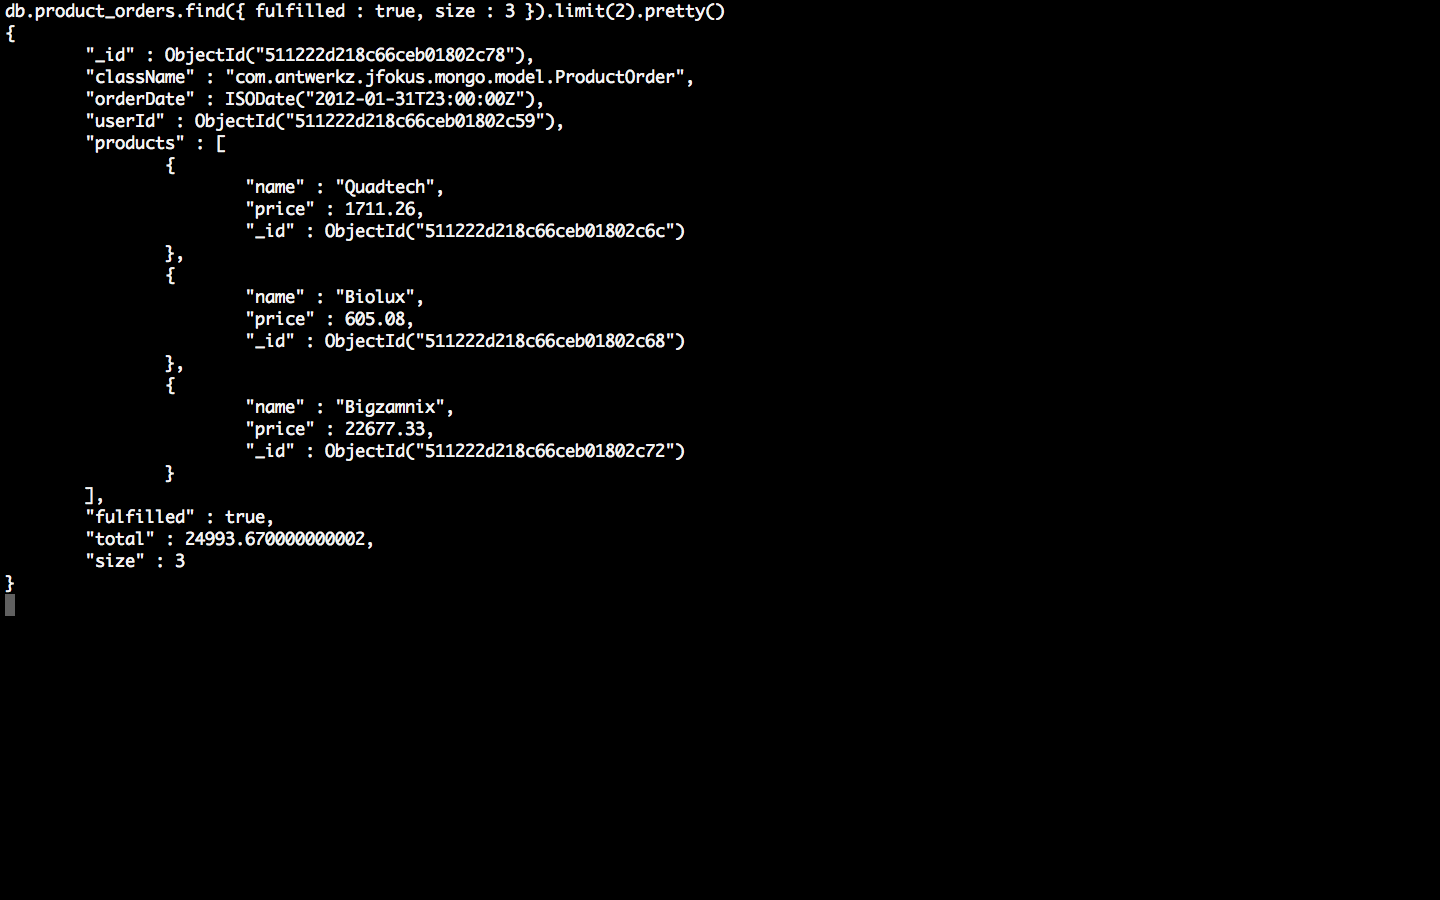 db.product_orders.find({ fulfilled : true, size : 3 }).limit(2).pretty()
{
"_id" : ObjectId("511222d218c66ceb01802c78"),
"className" : "com.antwerkz.jfokus.mongo.model.ProductOrder",
"orderDate" : ISODate("2012-01-31T23:00:00Z"),
"userId" : ObjectId("511222d218c66ceb01802c59"),
"products" : [
{
"name" : "Quadtech",
"price" : 1711.26,
"_id" : ObjectId("511222d218c66ceb01802c6c")
},
{
"name" : "Biolux",
"price" : 605.08,
"_id" : ObjectId("511222d218c66ceb01802c68")
},
{
"name" : "Bigzamnix",
"price" : 22677.33,
"_id" : ObjectId("511222d218c66ceb01802c72")
}
],
"fulfilled" : true,
"total" : 24993.670000000002,
"size" : 3
}